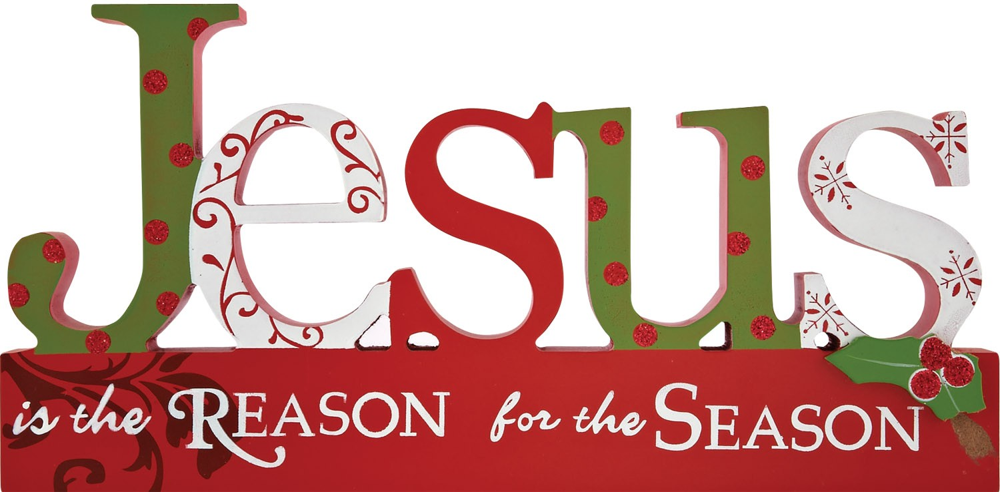 Jesus
is the REASON for the SEASON